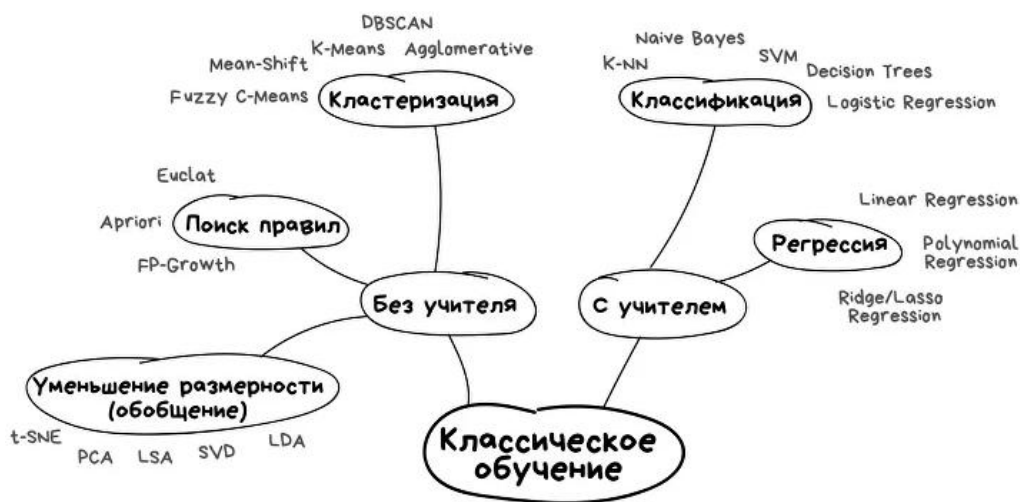 DBSCAN
K-Means
Agglomerative
Mean-Shift
Fuzzy C-Means
Кластеризация
Naive Bayes
K-NN
SVM
Decision Trees
Классификация
Logistic Regression
Euclat
Apriori
Поиск правил
FP-Growth
Linear Regression
Регрессия
Polynomial
Regression
Ridge/Lasso
Regression
Без учителя
С учителем
Уменьшение размерности
(обобщение)
t-SNE
PCA
LSA
SVD
LDA
Классическое
обучение